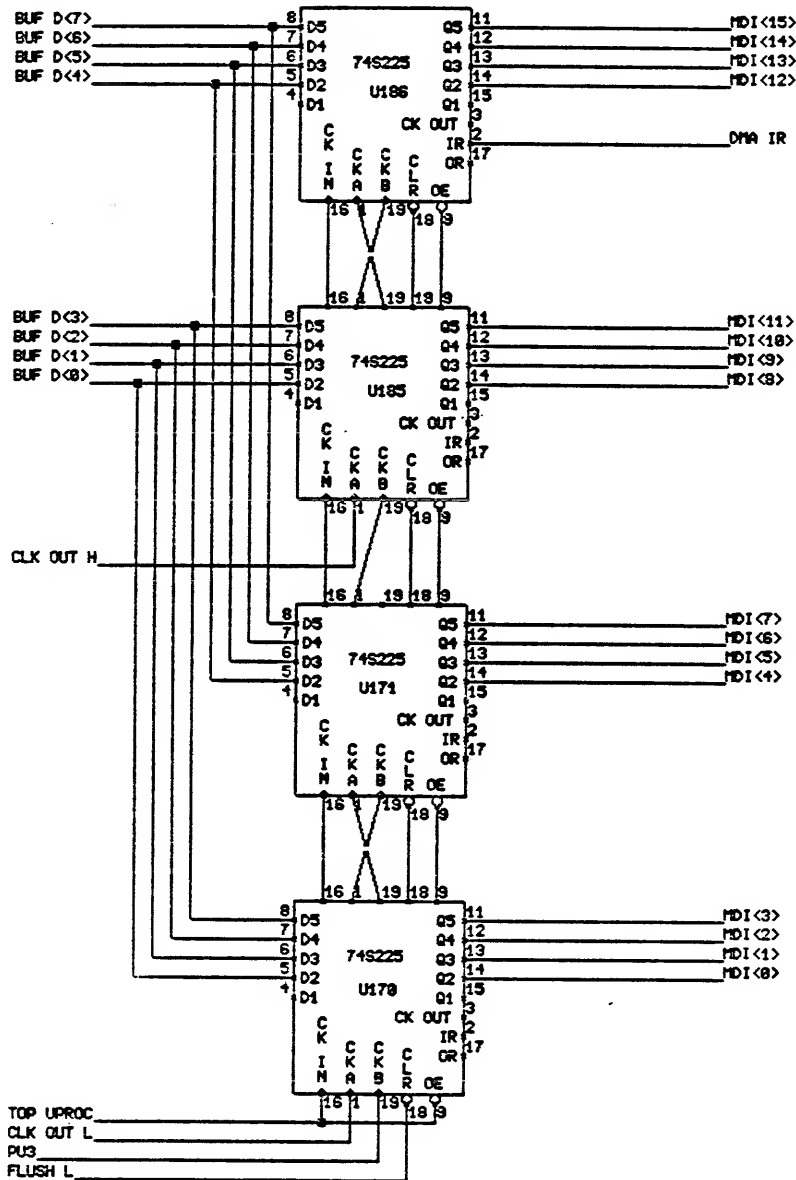 BUF D<7> 8 D5 Q5 11 MDI<15>
BUF D<6> 7 D4 Q4 12 MDI<14>
BUF D<5> 6 D3 74S225 Q3 13 MDI<13>
BUF D<4> 5 D2 Q2 14 MDI<12>
4 D1 U186 Q1 15
CK OUT 3
IR 2 DMA IR
OR 17
CK IN CKA CKB CLR OE
16 1 19 18 9
16 1 19 18 9
BUF D<3> 8 D5 Q5 11 MDI<11>
BUF D<2> 7 D4 Q4 12 MDI<10>
BUF D<1> 6 D3 74S225 Q3 13 MDI<9>
BUF D<0> 5 D2 Q2 14 MDI<8>
4 D1 U185 Q1 15
CK OUT 3
IR 2
OR 17
CK IN CKA CKB CLR OE
16 1 19 18 9
CLK OUT H
16 1 19 18 9
8 D5 Q5 11 MDI<7>
7 D4 Q4 12 MDI<6>
6 D3 74S225 Q3 13 MDI<5>
5 D2 Q2 14 MDI<4>
4 D1 U171 Q1 15
CK OUT 3
IR 2
OR 17
CK IN CKA CKB CLR OE
16 1 19 18 9
16 1 19 18 9
8 D5 Q5 11 MDI<3>
7 D4 Q4 12 MDI<2>
6 D3 74S225 Q3 13 MDI<1>
5 D2 Q2 14 MDI<0>
4 D1 U170 Q1 15
CK OUT 3
IR 2
OR 17
CK IN CKA CKB CLR OE
16 1 19 18 9
TOP UPROC
CLK OUT L
PU3
FLUSH L